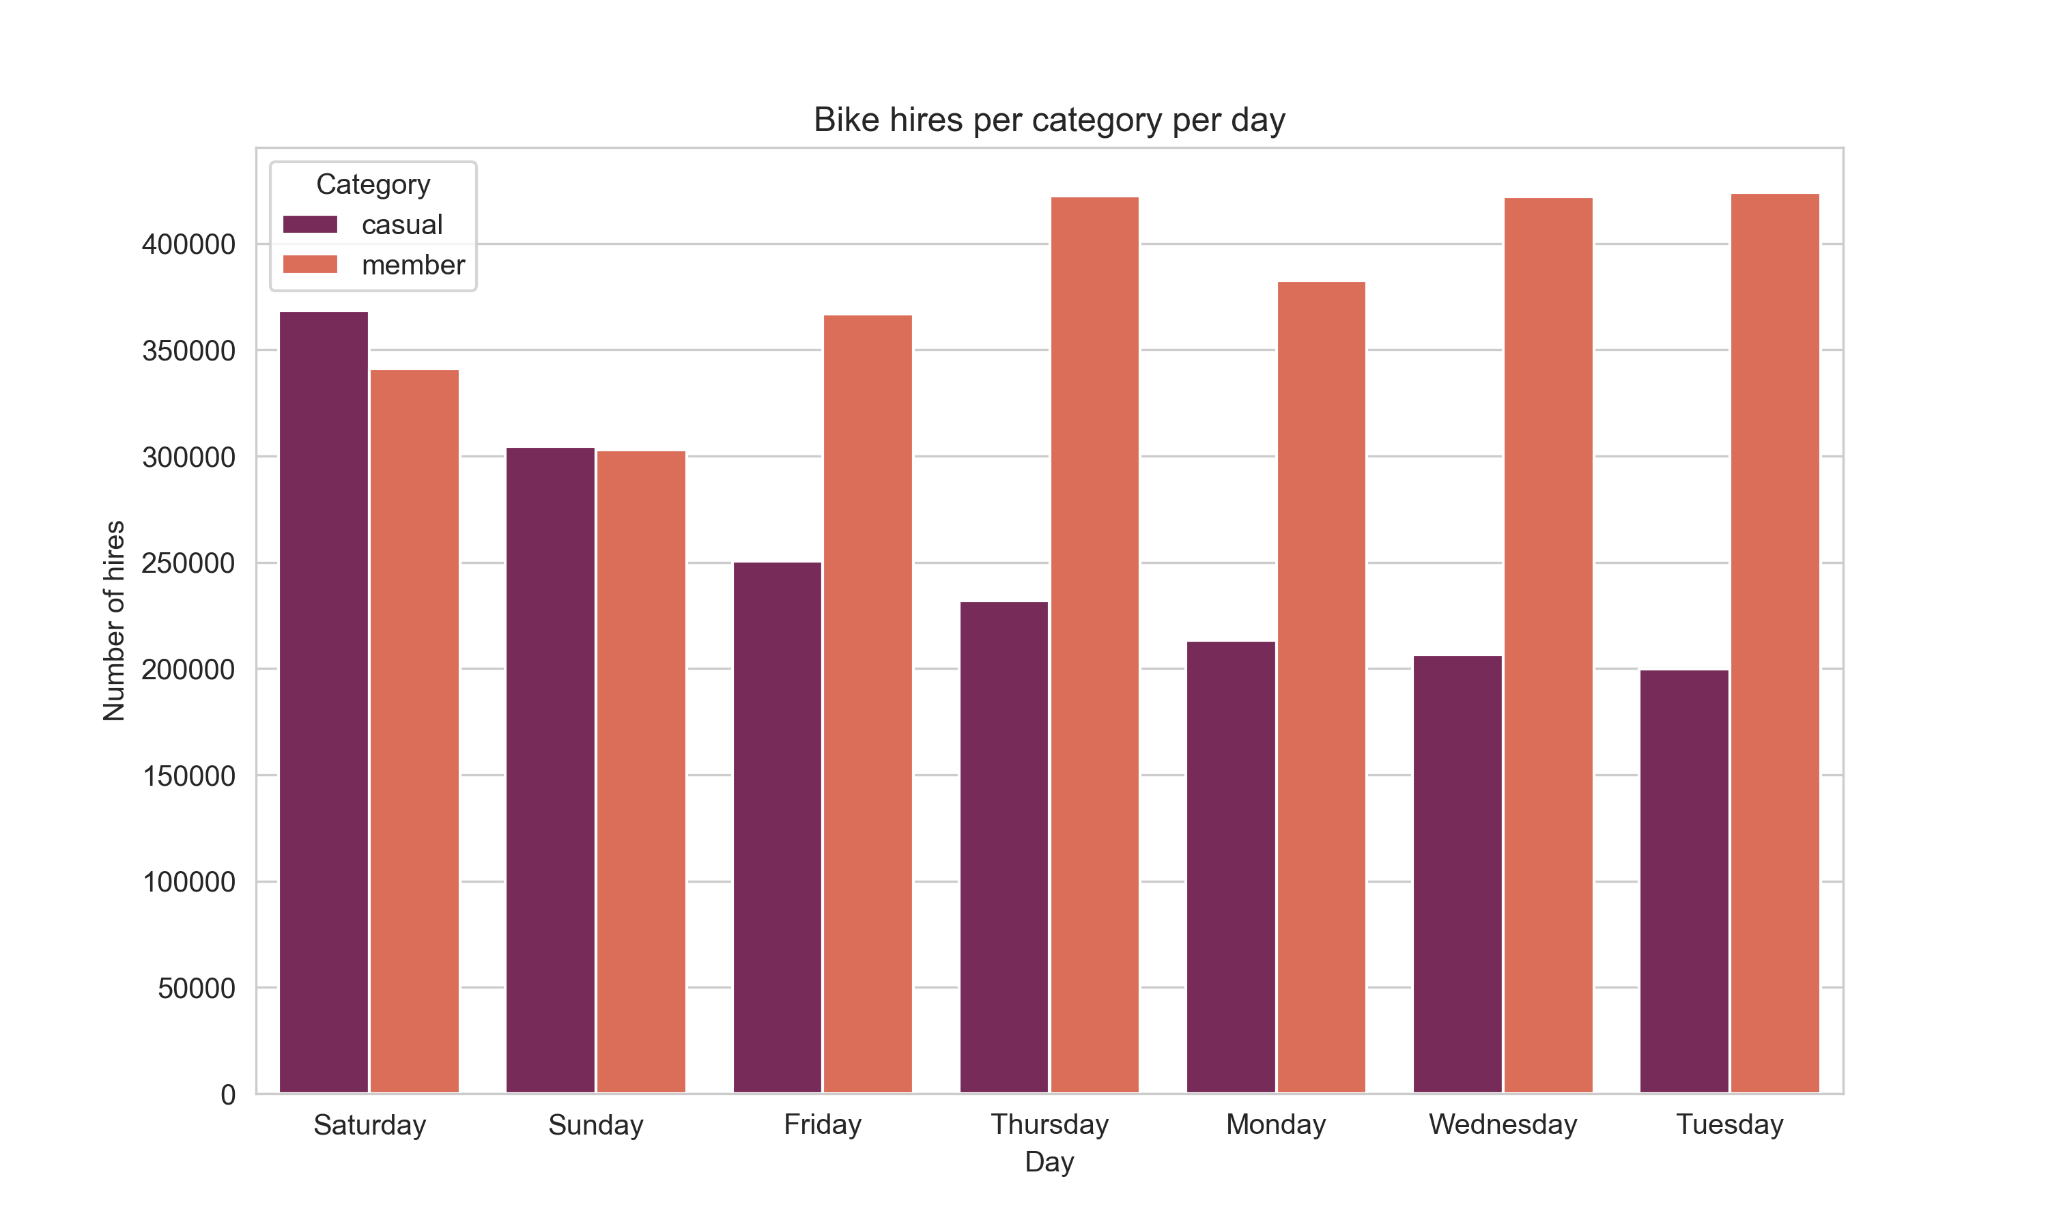 Bike hires per category per day
Category
casual
member
400000
350000
300000
250000
200000
150000
100000
50000
0
Number of hires
Saturday Sunday Friday Thursday Monday Wednesday Tuesday
Day